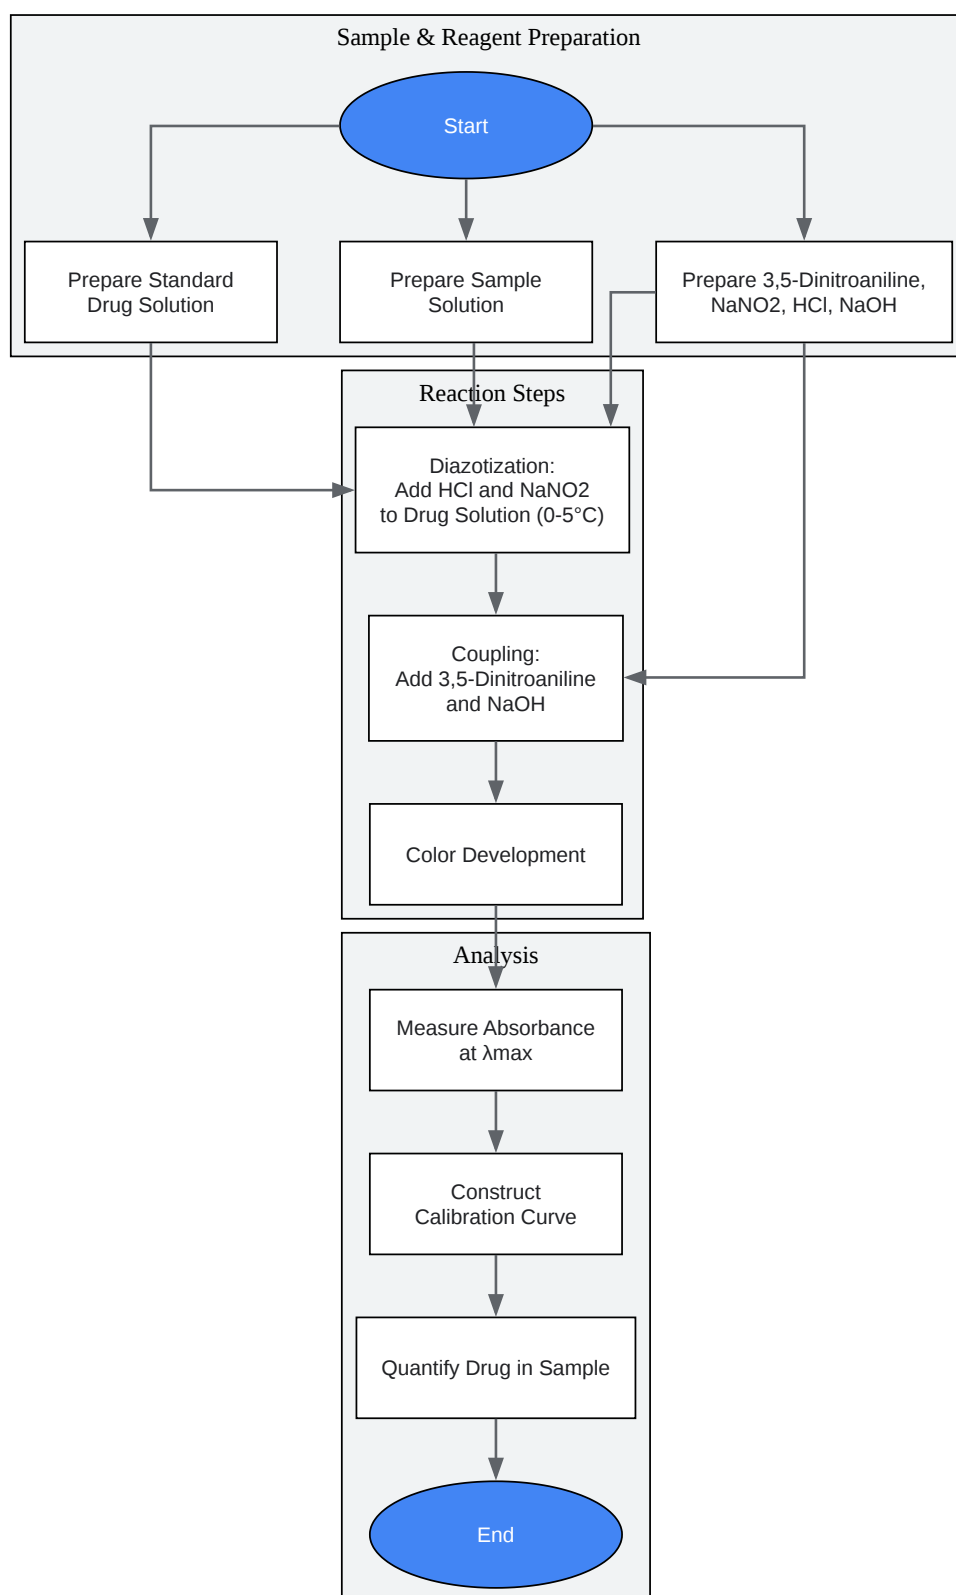 Sample & Reagent Preparation
Start
Prepare Standard
Drug Solution
Prepare Sample
Solution
Prepare 3,5-Dinitroaniline,
NaNO2, HCl, NaOH
Reaction Steps
Diazotization:
Add HCl and NaNO2
to Drug Solution (0-5°C)
Coupling:
Add 3,5-Dinitroaniline
and NaOH
Color Development
Analysis
Measure Absorbance
at λmax
Construct
Calibration Curve
Quantify Drug in Sample
End